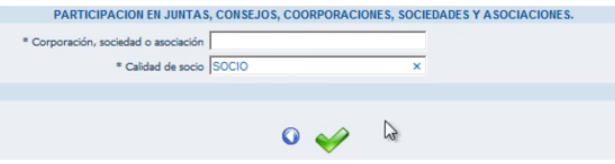 PARTICIPACION EN JUNTAS, CONSEJOS, COORPORACIONES, SOCIEDADES Y ASOCIACIONES.
* Corporación, sociedad o asociación
* Calidad de socio SOCIO ×